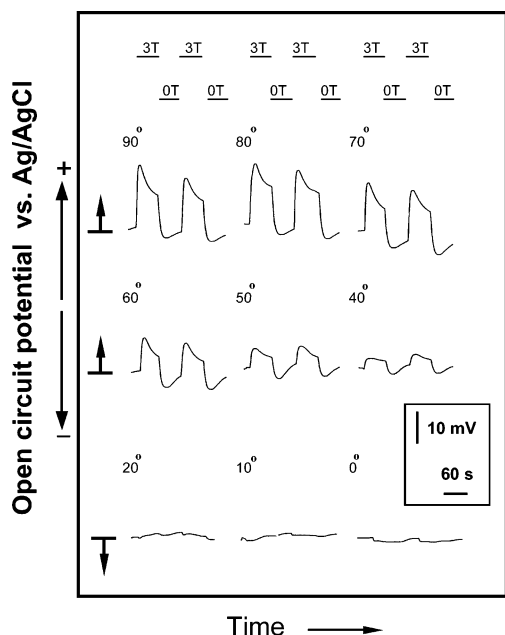 3T 3T 3T 3T 3T 3T
0T 0T 0T 0T 0T 0T
90° 80° 70°
60° 50° 40°
20° 10° 0°
10 mV
60 s
+
Open circuit potential vs. Ag/AgCl
–
Time